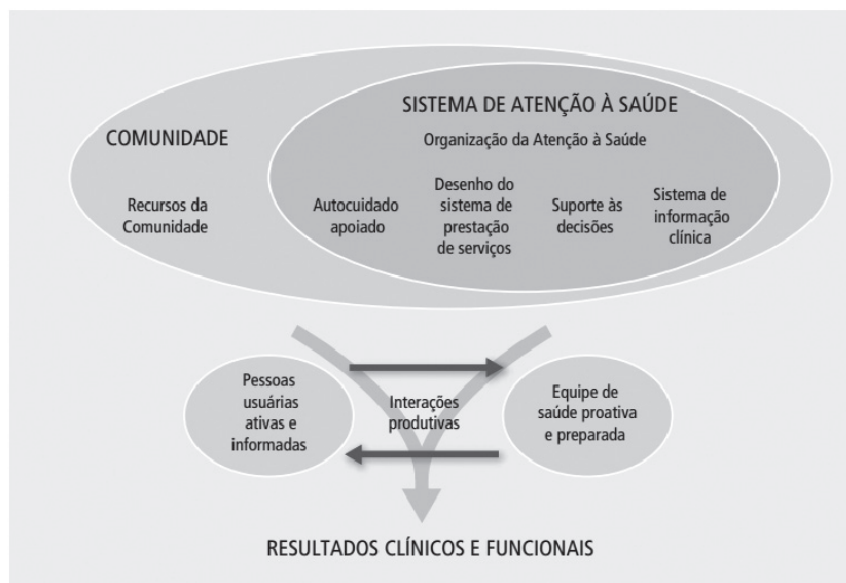 SISTEMA DE ATENÇÃO À SAÚDE
COMUNIDADE
Organização da Atenção à Saúde
Recursos da
Comunidade
Autocuidado
apoiado
Desenho do
sistema de
prestação
de serviços
Suporte às
decisões
Sistema de
informação
clínica
Pessoas
usuárias
ativas e
informadas
Interações
produtivas
Equipe de
saúde proativa
e preparada
RESULTADOS CLÍNICOS E FUNCIONAIS